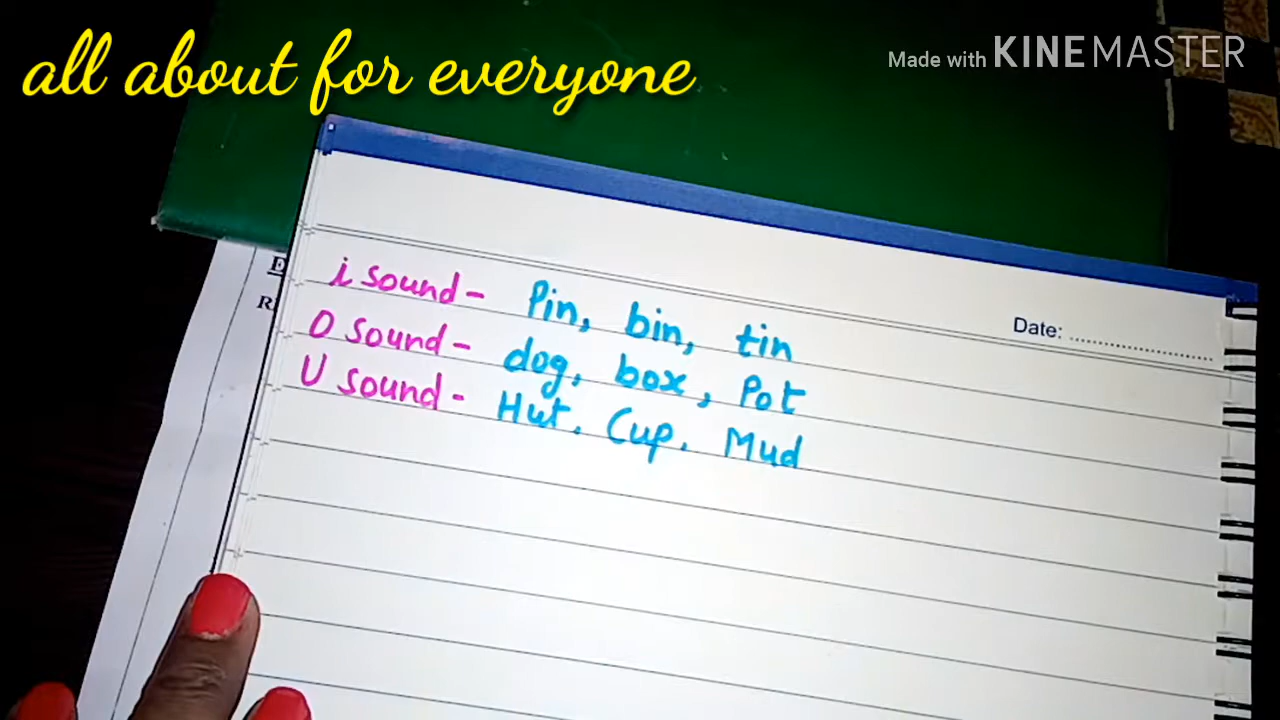 all about for everyone
Made with KINEMASTER
E
R
Date: ........................
i sound - Pin, bin, tin
O sound - dog, box, Pot
U sound - Hut, Cup, Mud